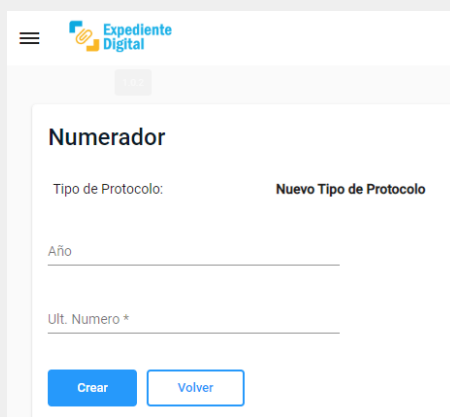 Expediente
Digital
Numerador
Tipo de Protocolo: Nuevo Tipo de Protocolo
Año
Ult. Numero *
Crear Volver